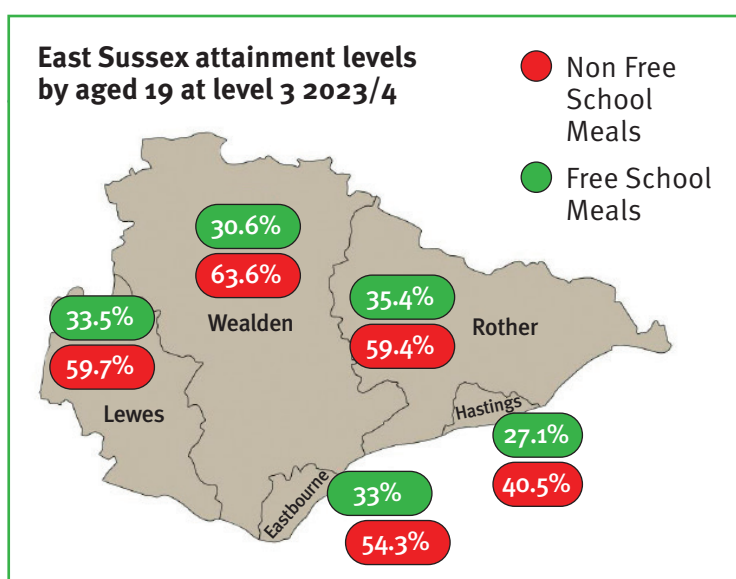 East Sussex attainment levels
by aged 19 at level 3 2023/4
Non Free
School
Meals
Free School
Meals
30.6%
63.6%
Wealden
33.5%
59.7%
Lewes
35.4%
59.4%
Rother
Hastings
27.1%
40.5%
Eastbourne
33%
54.3%